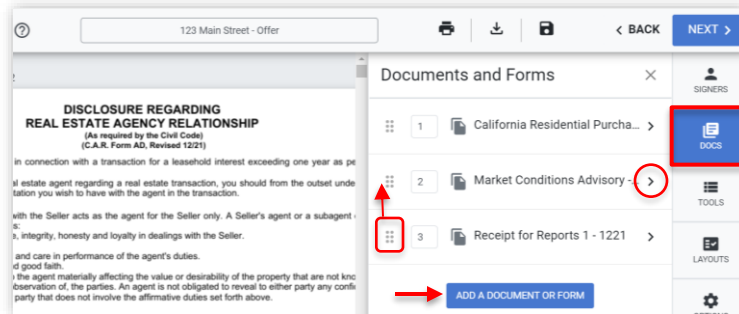 123 Main Street - Offer
BACK
NEXT
DISCLOSURE REGARDING
REAL ESTATE AGENCY RELATIONSHIP
(As required by the Civil Code)
(C.A.R. Form AD, Revised 12/21)
in connection with a transaction for a leasehold interest exceeding one year as pe
al estate agent regarding a real estate transaction, you should from the outset unde
tation you wish to have with the agent in the transaction.
with the Seller acts as the agent for the Seller only. A Seller's agent or a subagent
s:
e, integrity, honesty and loyalty in dealings with the Seller.
and care in performance of the agent's duties.
d good faith.
the agent materially affecting the value or desirability of the property that are not kno
observation of, the parties. An agent is not obligated to reveal to either party any confi
party that does not involve the affirmative duties set forth above.
Documents and Forms
1 California Residential Purcha...
2 Market Conditions Advisory -...
3 Receipt for Reports 1 - 1221
ADD A DOCUMENT OR FORM
SIGNERS
DOCS
TOOLS
LAYOUTS